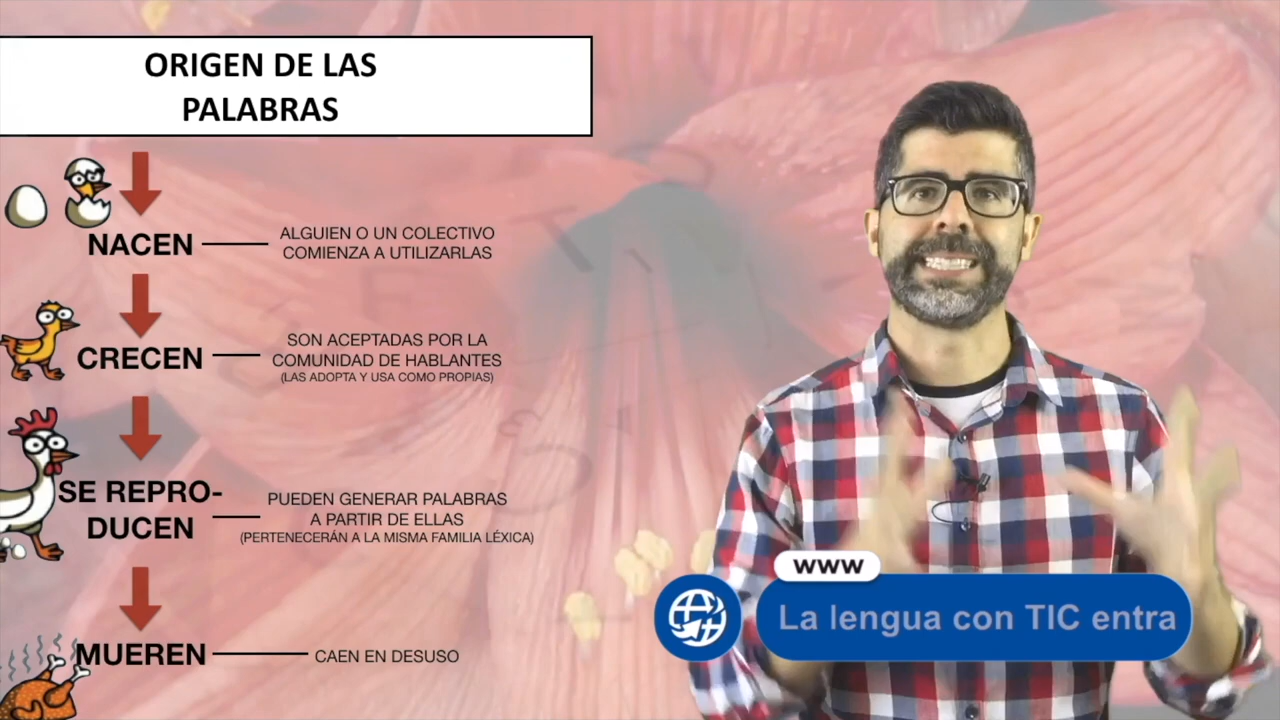 ORIGEN DE LAS
PALABRAS
NACEN
ALGUIEN O UN COLECTIVO
COMIENZA A UTILIZARLAS
CRECEN
SON ACEPTADAS POR LA
COMUNIDAD DE HABLANTES
(LAS ADOPTA Y USA COMO PROPIAS)
SE REPRO-
DUCEN
PUEDEN GENERAR PALABRAS
A PARTIR DE ELLAS
(PERTENECERÁN A LA MISMA FAMILIA LÉXICA)
MUEREN
CAEN EN DESUSO
www
La lengua con TIC entra